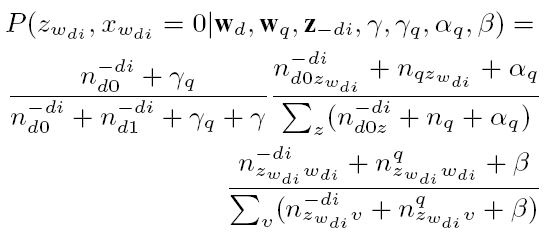 P(z_{w_{di}}, x_{w_{di}} = 0|\mathbf{w}_d, \mathbf{w}_q, \mathbf{z}_{-di}, \gamma, \gamma_q, \alpha_q, \beta) =
\frac{n_{d0}^{-di} + \gamma_q}{n_{d0}^{-di} + n_{d1}^{-di} + \gamma_q + \gamma} \frac{n_{d0z_{w_{di}}}^{-di} + n_{qz_{w_{di}}} + \alpha_q}{\sum_z (n_{d0z}^{-di} + n_q + \alpha_q)}
\frac{n_{z_{w_{di}}w_{di}}^{-di} + n_{z_{w_{di}}w_{di}}^{q} + \beta}{\sum_v (n_{z_{w_{di}}v}^{-di} + n_{z_{w_{di}}v}^{q} + \beta)}